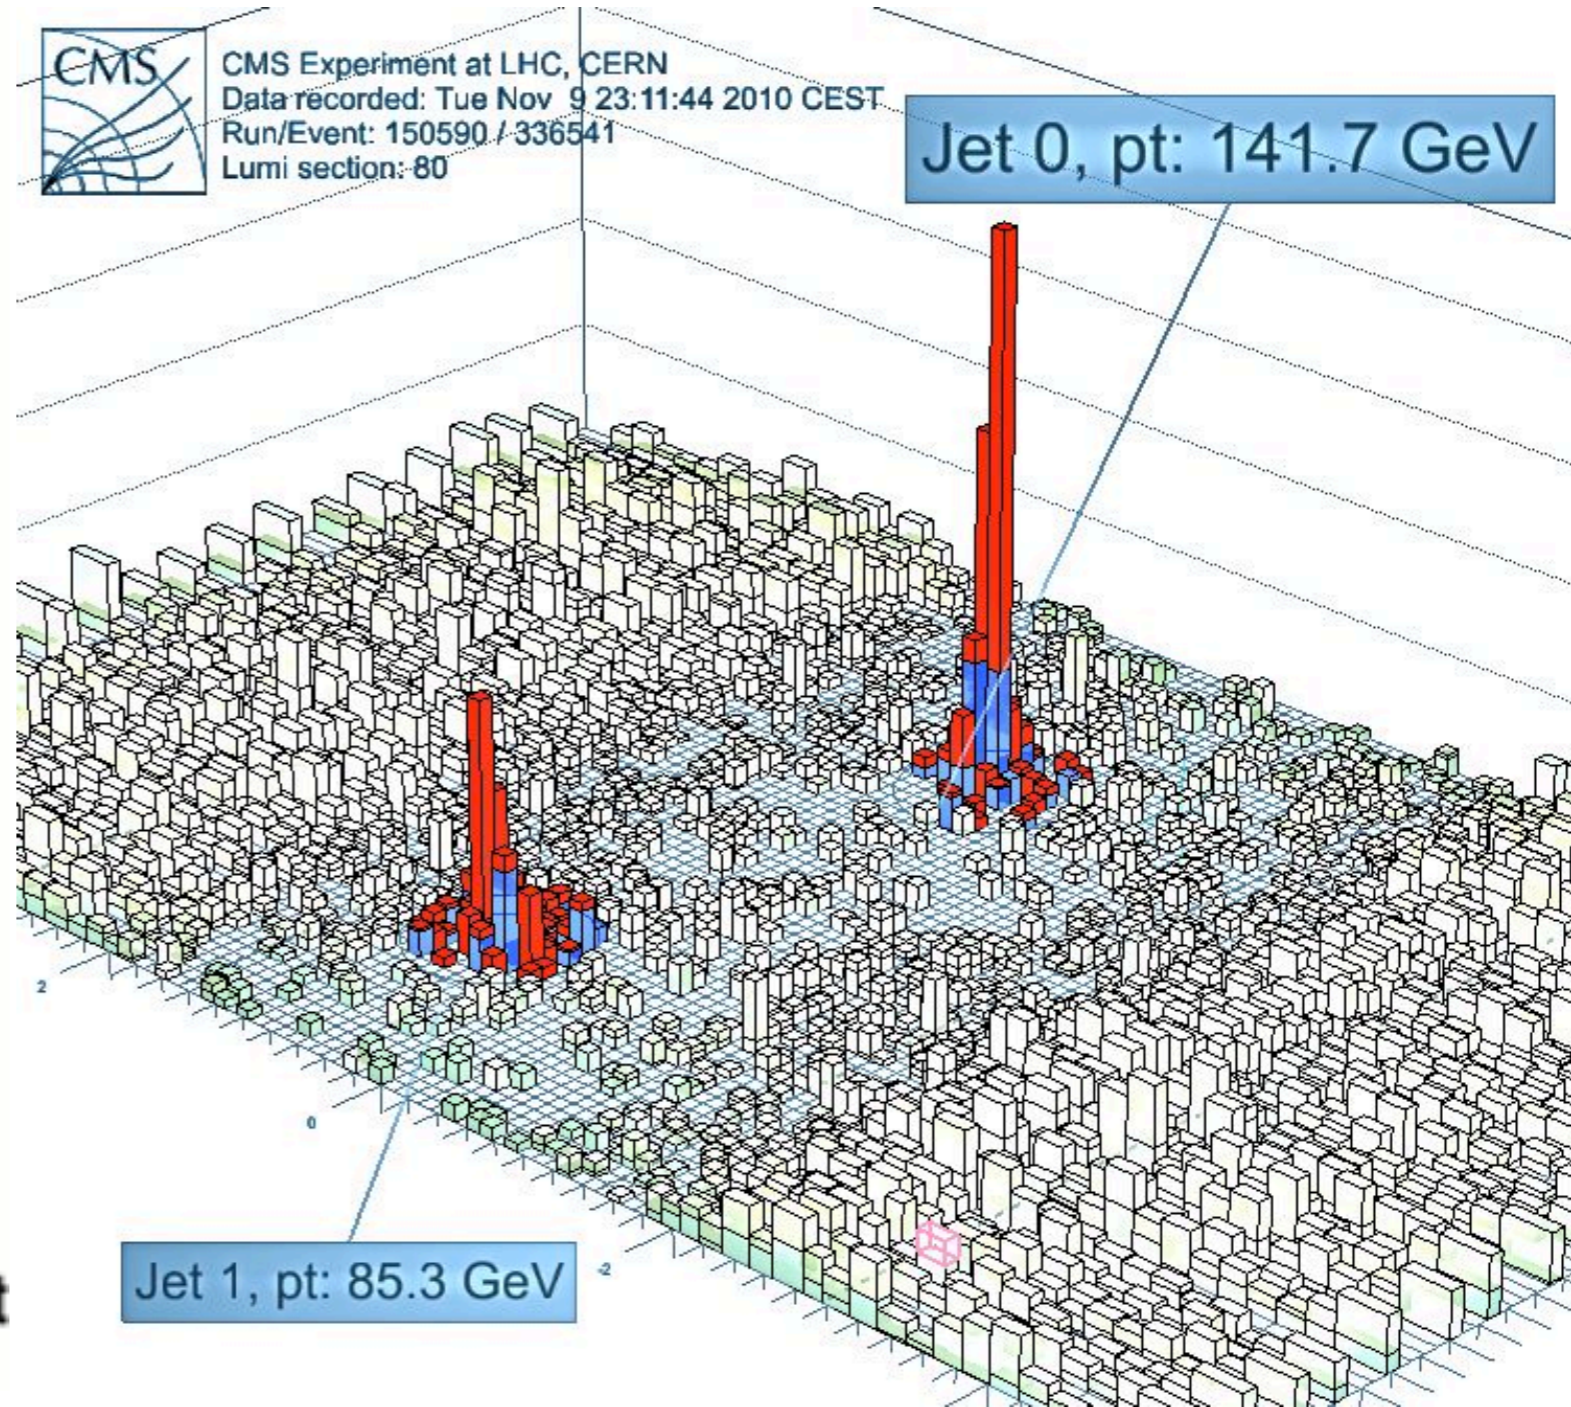 CMS
CMS Experiment at LHC, CERN
Data recorded: Tue Nov 9 23:11:44 2010 CEST
Run/Event: 150590 / 336541
Lumi section: 80
Jet 0, pt: 141.7 GeV
2
0
-2
Jet 1, pt: 85.3 GeV
t